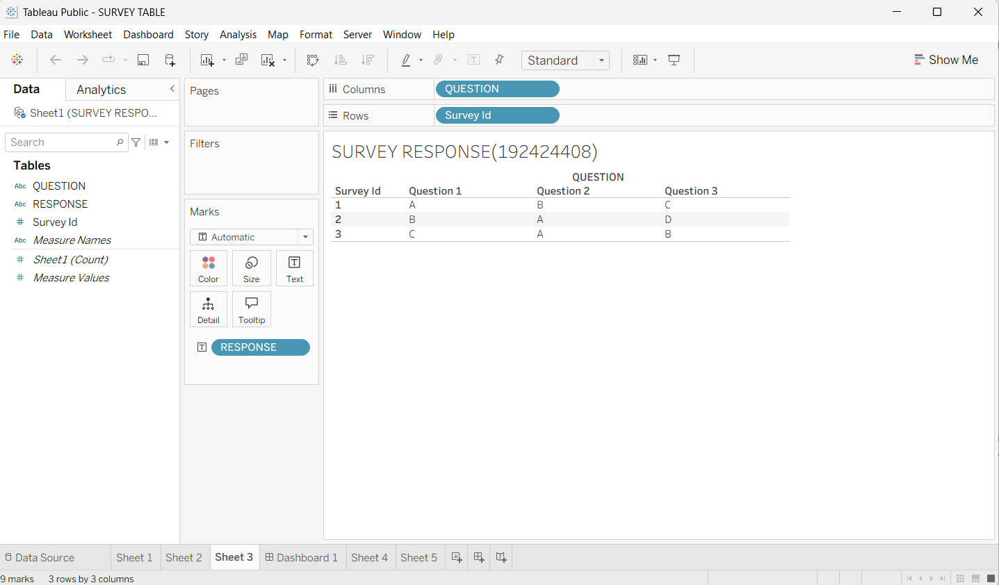 Tableau Public - SURVEY TABLE
File Data Worksheet Dashboard Story Analysis Map Format Server Window Help
Standard
Show Me
Data Analytics
Sheet1 (SURVEY RESPO...
Search
Tables
Abc QUESTION
Abc RESPONSE
# Survey Id
Abc Measure Names
# Sheet1 (Count)
# Measure Values
Pages
Filters
Marks
T Automatic
Color Size Text
Detail Tooltip
T RESPONSE
Columns QUESTION
Rows Survey Id
SURVEY RESPONSE(192424408)
QUESTION
Survey Id Question 1 Question 2 Question 3
1 A B C
2 B A D
3 C A B
Data Source Sheet 1 Sheet 2 Sheet 3 Dashboard 1 Sheet 4 Sheet 5
9 marks 3 rows by 3 columns